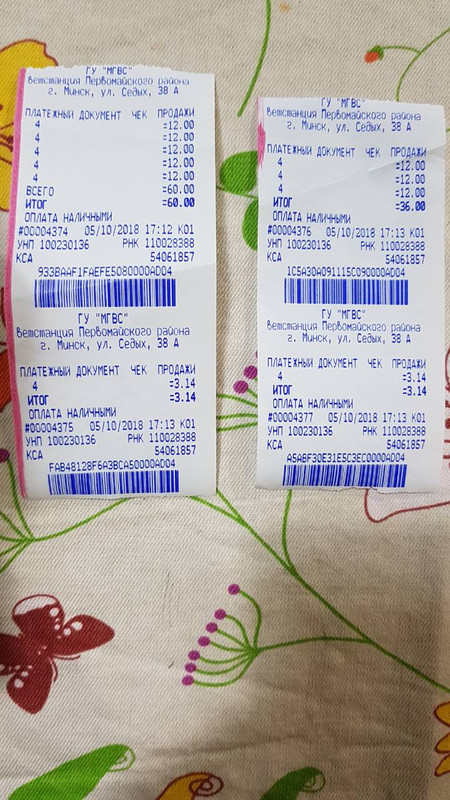 ГУ "МГВС"
Ветстанция Первомайского района
г. Минск, ул. Седых, 38 А
ПЛАТЕЖНЫЙ ДОКУМЕНТ ЧЕК ПРОДАЖИ
4 =12.00
4 =12.00
4 =12.00
4 =12.00
4 =12.00
ВСЕГО =60.00
ИТОГ =60.00
ОПЛАТА НАЛИЧНЫМИ
#00004374 05/10/2018 17:12 К01
УНП 100230136 РНК 110028388
КСА 54061857
933BAAF1FAEFE5080000AD04
ГУ "МГВС"
Ветстанция Первомайского района
г. Минск, ул. Седых, 38 А
ПЛАТЕЖНЫЙ ДОКУМЕНТ ЧЕК ПРОДАЖИ
4 =3.14
ИТОГ =3.14
ОПЛАТА НАЛИЧНЫМИ
#00004375 05/10/2018 17:13 К01
УНП 100230136 РНК 110028388
КСА 54061857
FAB48128F6A3BCA50000AD04
ГУ "МГВС"
Ветстанция Первомайского района
г. Минск, ул. Седых, 38 А
ПЛАТЕЖНЫЙ ДОКУМЕНТ ЧЕК ПРОДАЖИ
4 =12.00
4 =12.00
4 =12.00
ИТОГ =36.00
ОПЛАТА НАЛИЧНЫМИ
#00004376 05/10/2018 17:13 К01
УНП 100230136 РНК 110028388
КСА 54061857
1C5A30A09115C090000AD04
ГУ "МГВС"
Ветстанция Первомайского района
г. Минск, ул. Седых, 38 А
ПЛАТЕЖНЫЙ ДОКУМЕНТ ЧЕК ПРОДАЖИ
4 =3.14
ИТОГ =3.14
ОПЛАТА НАЛИЧНЫМИ
#00004377 05/10/2018 17:13 К01
УНП 100230136 РНК 110028388
КСА 54061857
A5ABF30E31E5C3EC0000AD04